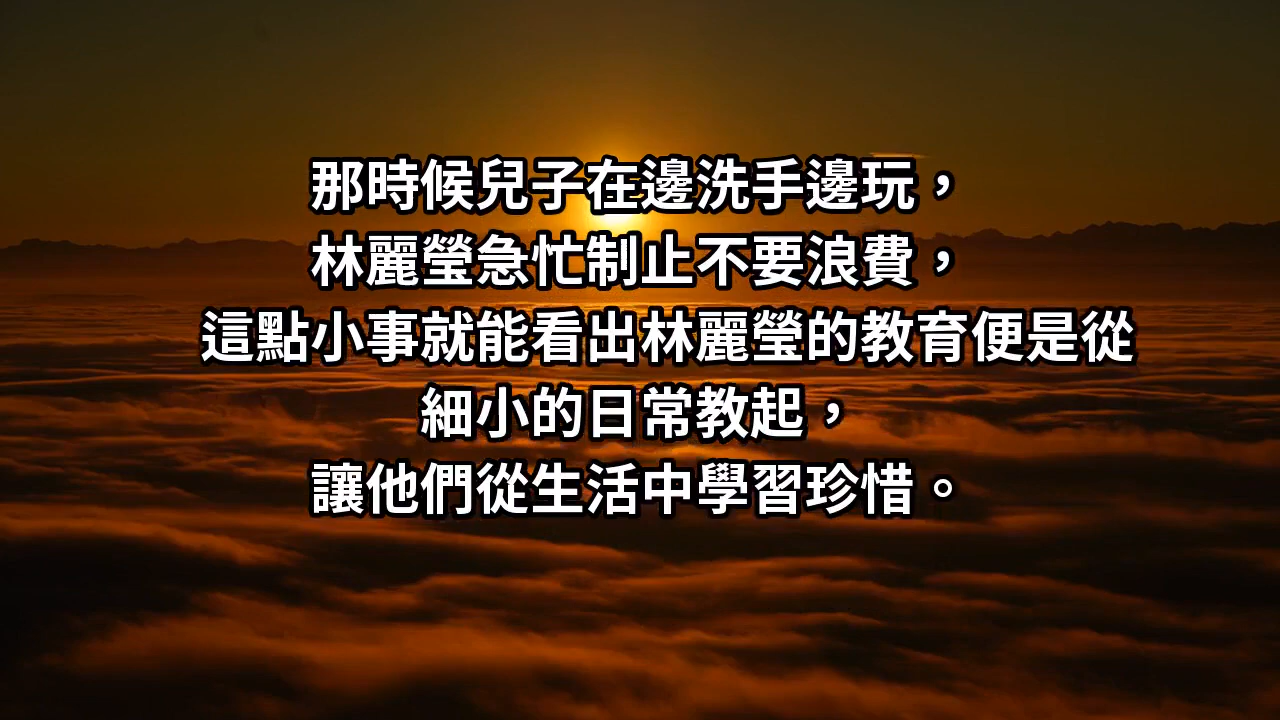 那時候兒子在邊洗手邊玩，
林麗瑩急忙制止不要浪費，
這點小事就能看出林麗瑩的教育便是從
細小的日常教起，
讓他們從生活中學習珍惜。